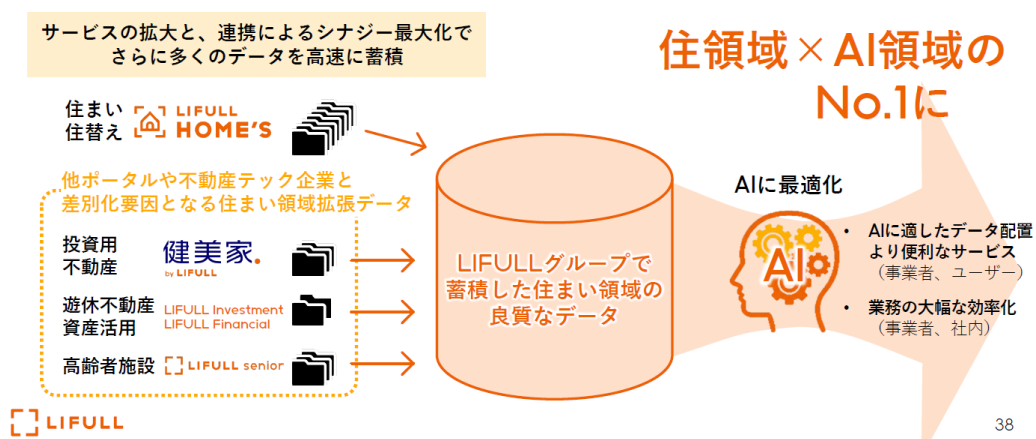 サービスの拡大と、連携によるシナジー最大化で
さらに多くのデータを高速に蓄積
住領域×AI領域の
No.1に
住まい
住替え
LIFULL
HOME'S
他ポータルや不動産テック企業と
差別化要因となる住まい領域拡張データ
投資用
不動産
健美家.
by LIFULL
遊休不動産
資産活用
LIFULL Investment
LIFULL Financial
高齢者施設
LIFULL senior
LIFULLグループで
蓄積した住まい領域の
良質なデータ
AIに最適化
AI
• AIに適したデータ配置
より便利なサービス
（事業者、ユーザー）
• 業務の大幅な効率化
（事業者、社内）
LIFULL
38